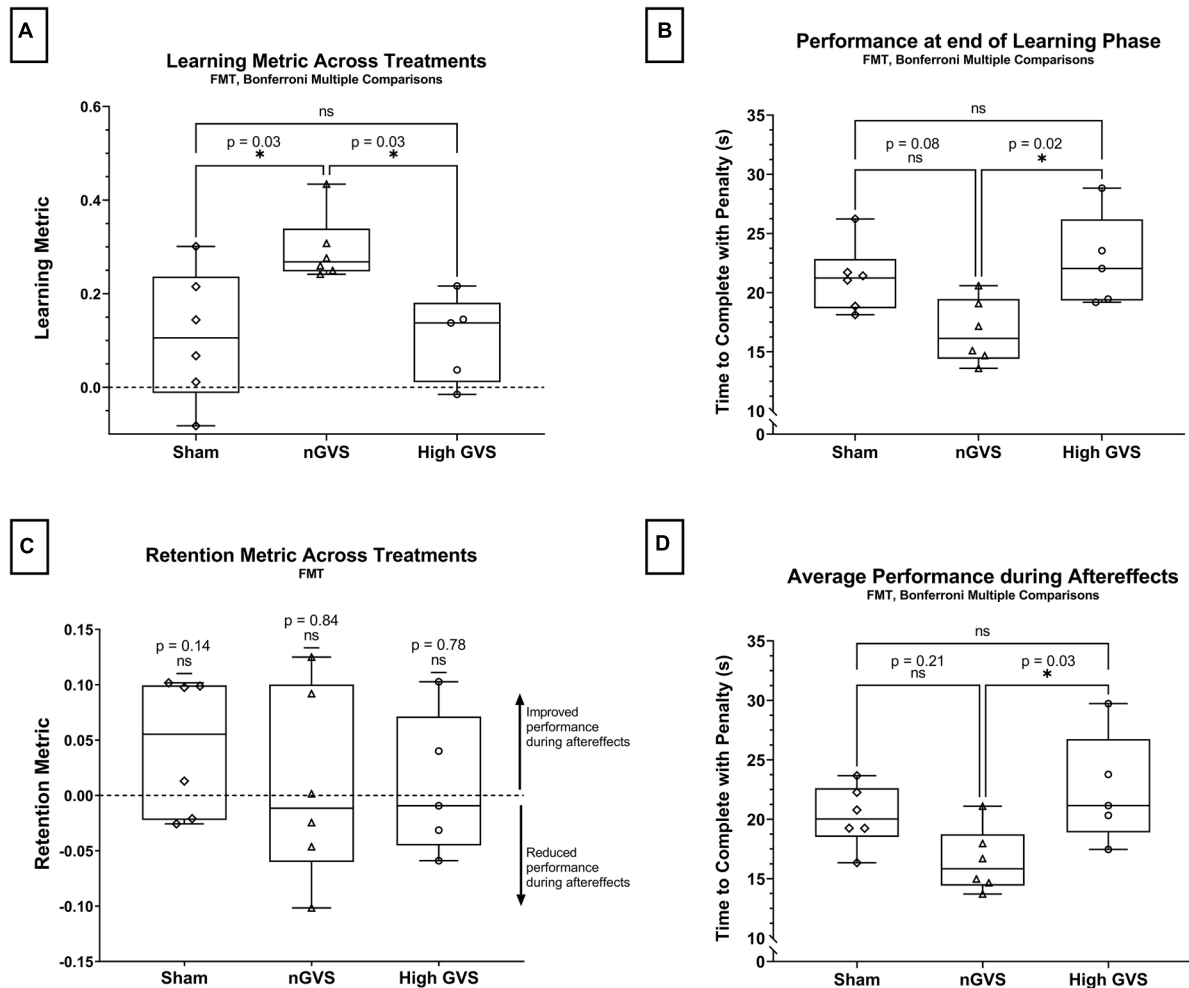 A
Learning Metric Across Treatments
FMT, Bonferroni Multiple Comparisons
ns
p = 0.03
*
p = 0.03
*
Learning Metric
0.6
0.4
0.2
0.0
Sham
nGVS
High GVS
B
Performance at end of Learning Phase
FMT, Bonferroni Multiple Comparisons
ns
p = 0.08
ns
p = 0.02
*
Time to Complete with Penalty (s)
35
30
25
20
15
10
0
Sham
nGVS
High GVS
C
Retention Metric Across Treatments
FMT
p = 0.14
ns
p = 0.84
ns
p = 0.78
ns
Retention Metric
0.15
0.10
0.05
0.00
-0.05
-0.10
-0.15
Improved
performance
during aftereffects
Reduced
performance
during aftereffects
Sham
nGVS
High GVS
D
Average Performance during Aftereffects
FMT, Bonferroni Multiple Comparisons
ns
p = 0.21
ns
p = 0.03
*
Time to Complete with Penalty (s)
35
30
25
20
15
10
0
Sham
nGVS
High GVS